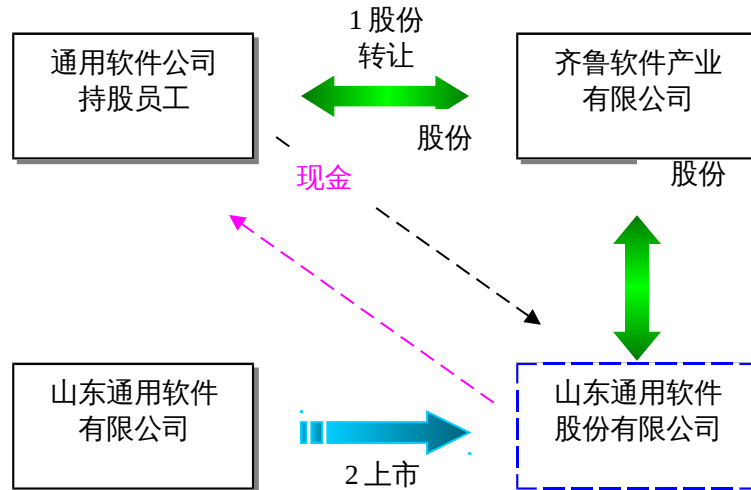 1 股份
转让
通用软件公司
持股员工
齐鲁软件产业
有限公司
股份
股份
现金
山东通用软件
有限公司
山东通用软件
股份有限公司
2 上市